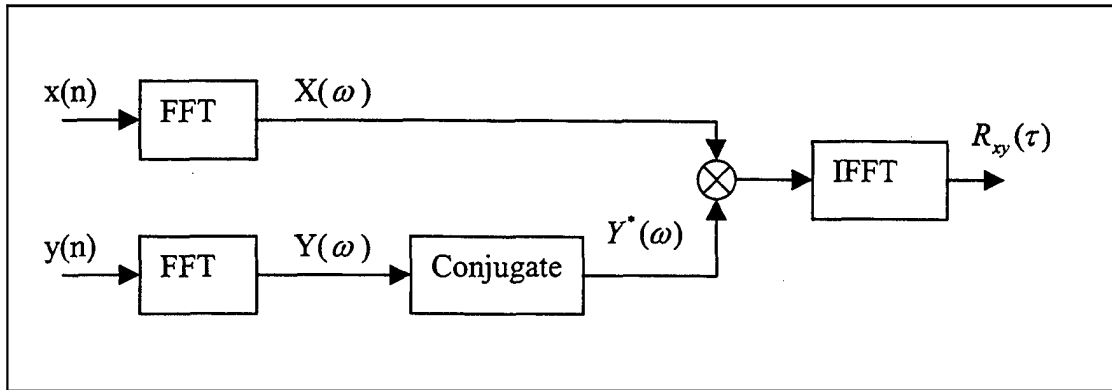 x(n)
FFT
X(ω)
y(n)
FFT
Y(ω)
Conjugate
Y*(ω)
IFFT
R_xy(τ)